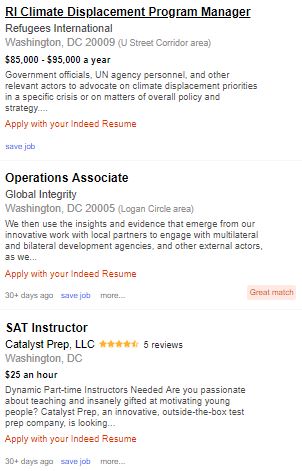 RI Climate Displacement Program Manager
Refugees International
Washington, DC 20009 (U Street Corridor area)
$85,000 - $95,000 a year
Government officials, UN agency personnel, and other
relevant actors to advocate on climate displacement priorities
in a specific crisis or on matters of overall policy and
strategy....
Apply with your Indeed Resume
save job
Operations Associate
Global Integrity
Washington, DC 20005 (Logan Circle area)
We then use the insights and evidence that emerge from our
innovative work with local partners to engage with multilateral
and bilateral development agencies, and other external actors,
as we...
Apply with your Indeed Resume
30+ days ago save job more... Great match
SAT Instructor
Catalyst Prep, LLC 5 reviews
Washington, DC
$25 an hour
Dynamic Part-time Instructors Needed Are you passionate
about teaching and insanely gifted at motivating young
people? Catalyst Prep, an innovative, outside-the-box test
prep company, is looking...
Apply with your Indeed Resume
30+ days ago save job more...